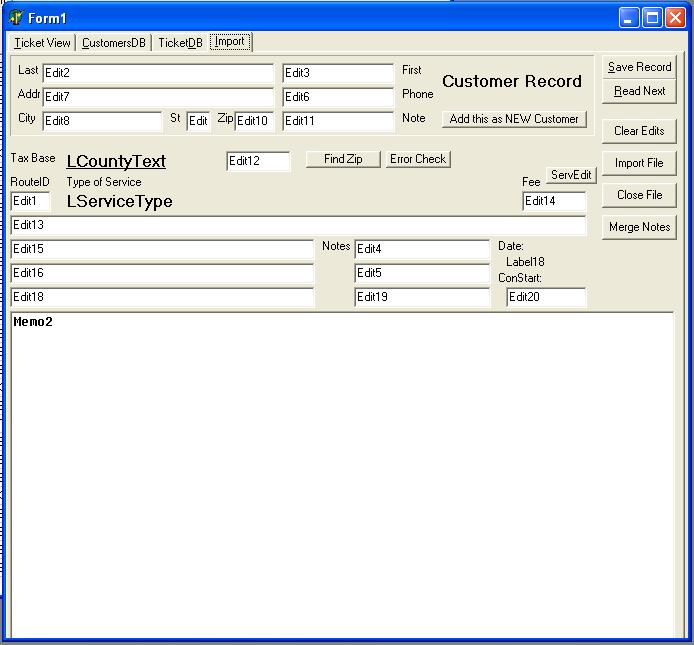 Form1
Ticket View CustomersDB TicketDB Import
Last Edit2 Edit3 First
Customer Record
Save Record
Addr Edit7 Edit6 Phone
Read Next
City Edit8 St Edit Zip Edit10 Edit11 Note Add this as NEW Customer
Clear Edits
Tax Base LCountyText Edit12 Find Zip Error Check
Import File
RouteID Type of Service Fee ServEdit
Edit1 LServiceType Edit14
Close File
Edit13
Merge Notes
Edit15 Notes Edit4 Date:
Edit16 Edit5 Label18
ConStart:
Edit18 Edit19 Edit20
Memo2